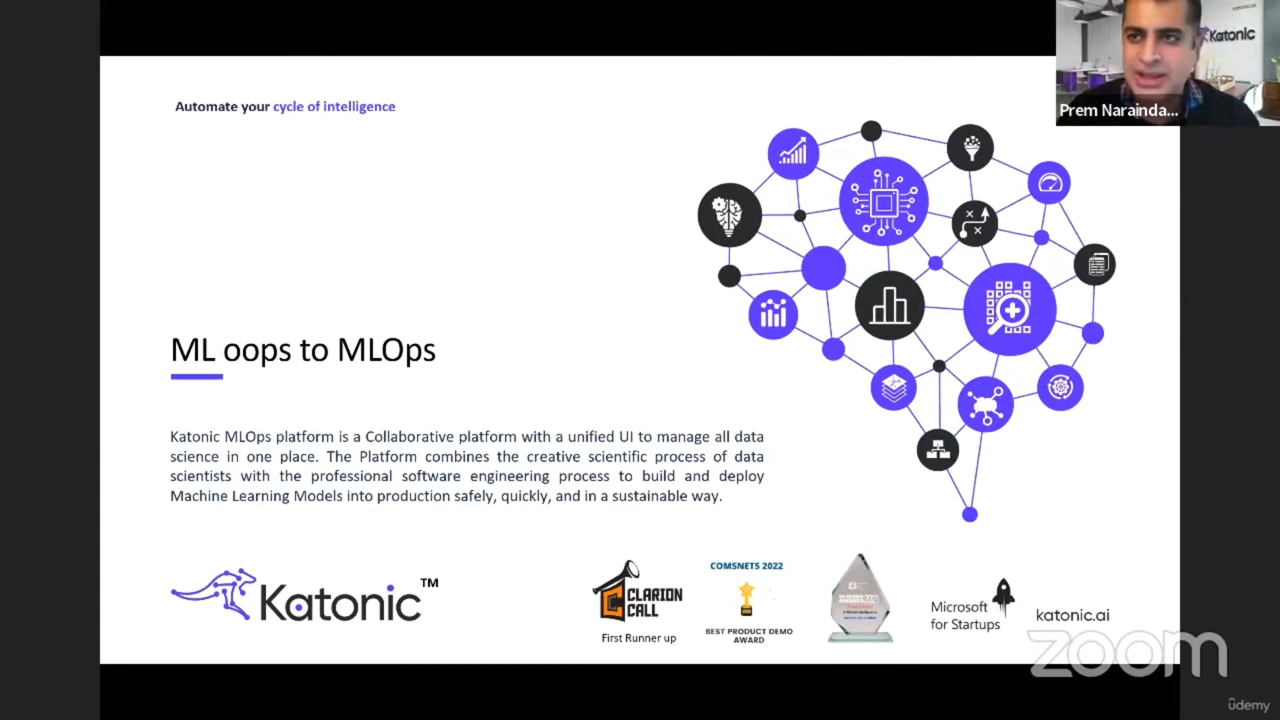 katonic.ai
Katonic
Prem Narainda...
Automate your cycle of intelligence
ML oops to MLOps
Katonic MLOps platform is a Collaborative platform with a unified UI to manage all data
science in one place. The Platform combines the creative scientific process of data
scientists with the professional software engineering process to build and deploy
Machine Learning Models into production safely, quickly, and in a sustainable way.
Katonic™
CLARION
CALL
First Runner up
COMSNETS 2022
BEST PRODUCT DEMO
AWARD
Microsoft
for Startups
katonic.ai
zoom
udemy